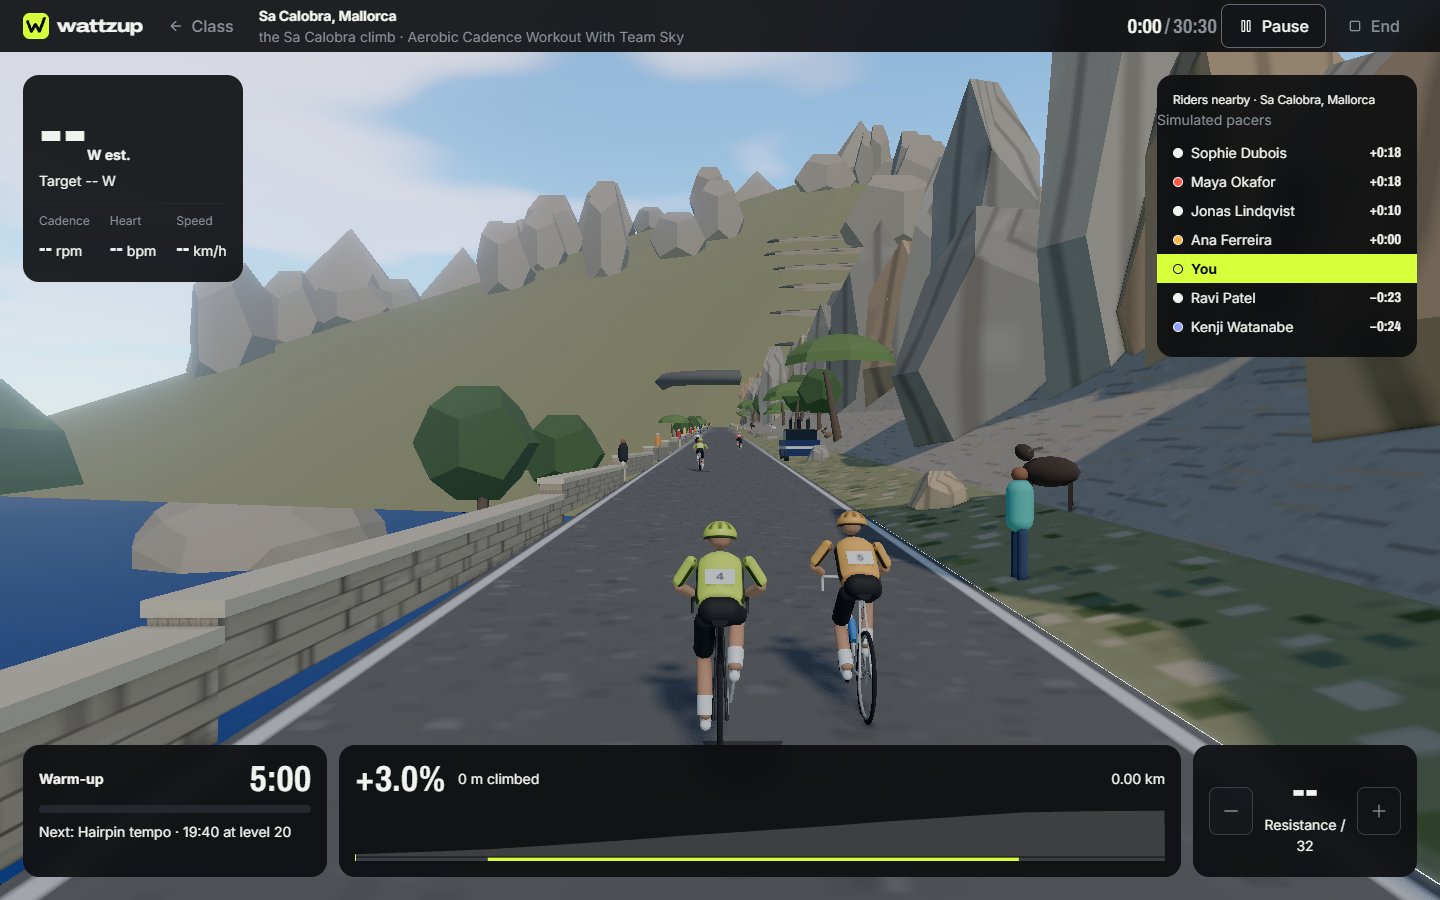 W wattzup
← Class
Sa Calobra, Mallorca
the Sa Calobra climb · Aerobic Cadence Workout With Team Sky
0:00 / 30:30
Pause
End
--
W est.
Target -- W
Cadence Heart Speed
-- rpm -- bpm -- km/h
Riders nearby · Sa Calobra, Mallorca
Simulated pacers
Sophie Dubois +0:18
Maya Okafor +0:18
Jonas Lindqvist +0:10
Ana Ferreira +0:00
You
Ravi Patel −0:23
Kenji Watanabe −0:24
4
5
Warm-up 5:00
Next: Hairpin tempo · 19:40 at level 20
+3.0% 0 m climbed 0.00 km
− -- +
Resistance /
32